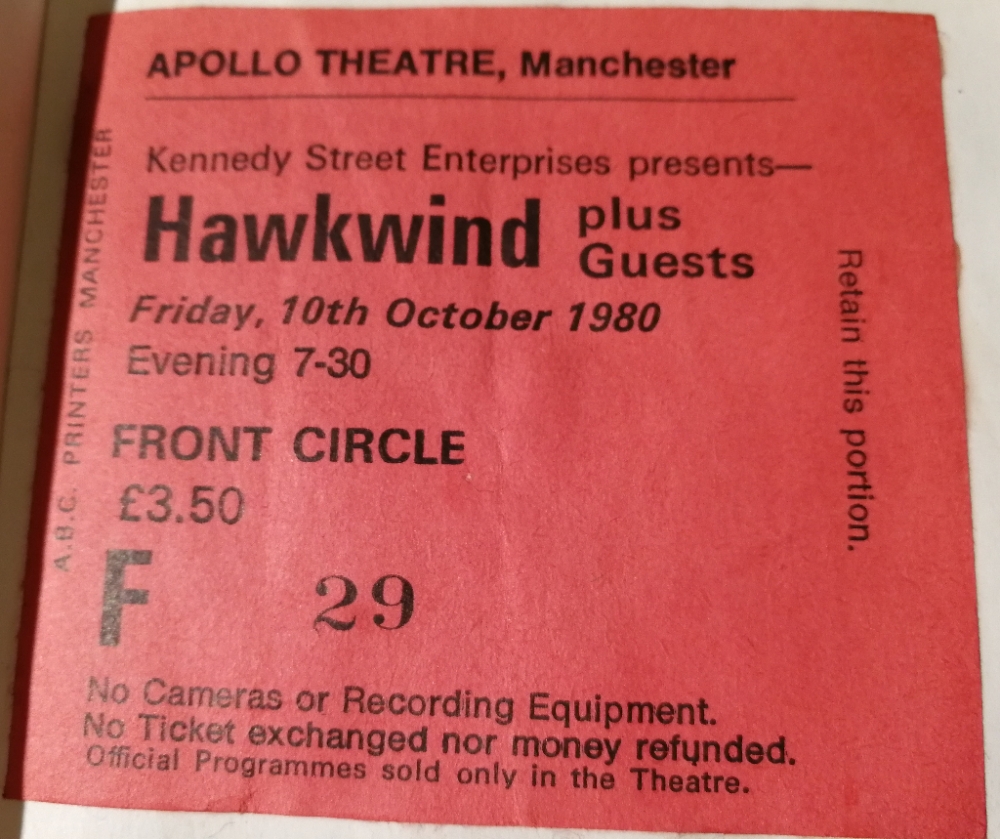 APOLLO THEATRE, Manchester
Kennedy Street Enterprises presents—
Hawkwind plus Guests
Friday, 10th October 1980
Evening 7-30
FRONT CIRCLE
£3.50
F 29
No Cameras or Recording Equipment.
No Ticket exchanged nor money refunded.
Official Programmes sold only in the Theatre.
Retain this portion.
A.B.C. PRINTERS MANCHESTER